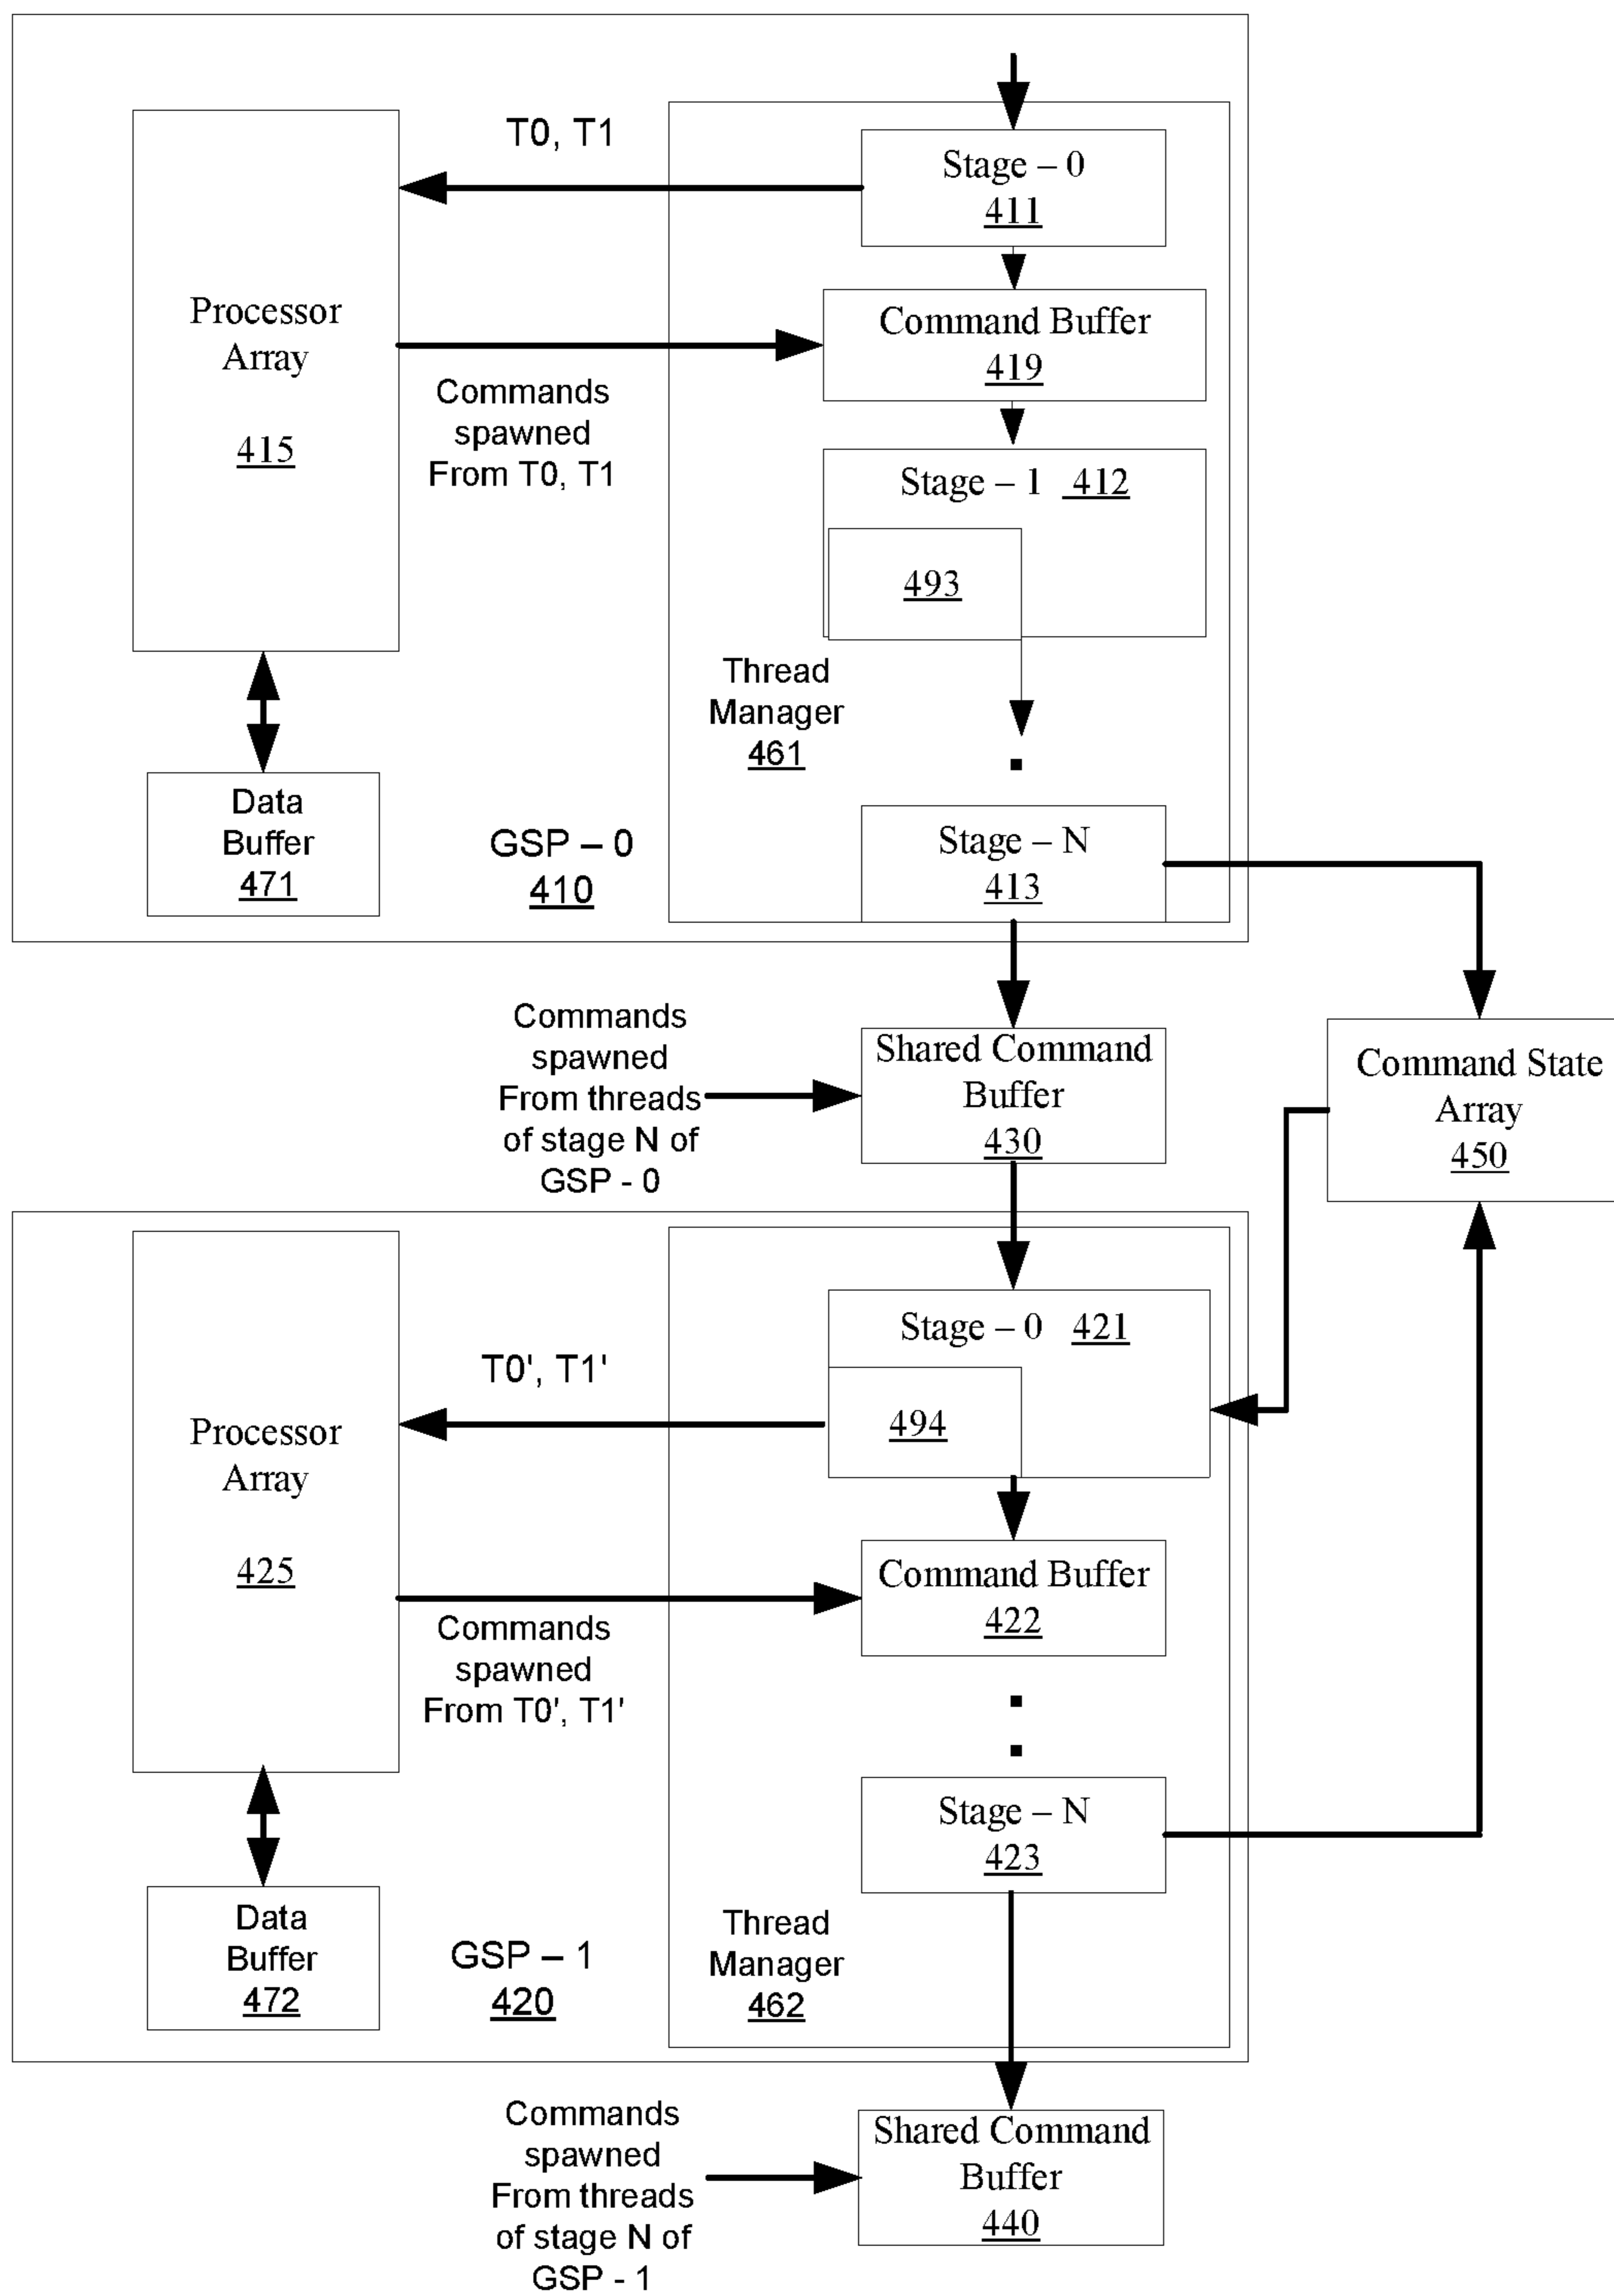 T0, T1
Stage – 0
411
Processor
Array
415
Command Buffer
419
Commands
spawned
From T0, T1
Stage – 1 412
493
Thread
Manager
461
Data
Buffer
471
GSP – 0
410
Stage – N
413
Commands
spawned
From threads
of stage N of
GSP - 0
Shared Command
Buffer
430
Command State
Array
450
Stage – 0 421
T0', T1'
494
Processor
Array
425
Command Buffer
422
Commands
spawned
From T0', T1'
Stage – N
423
Data
Buffer
472
GSP – 1
420
Thread
Manager
462
Commands
spawned
From threads
of stage N of
GSP - 1
Shared Command
Buffer
440